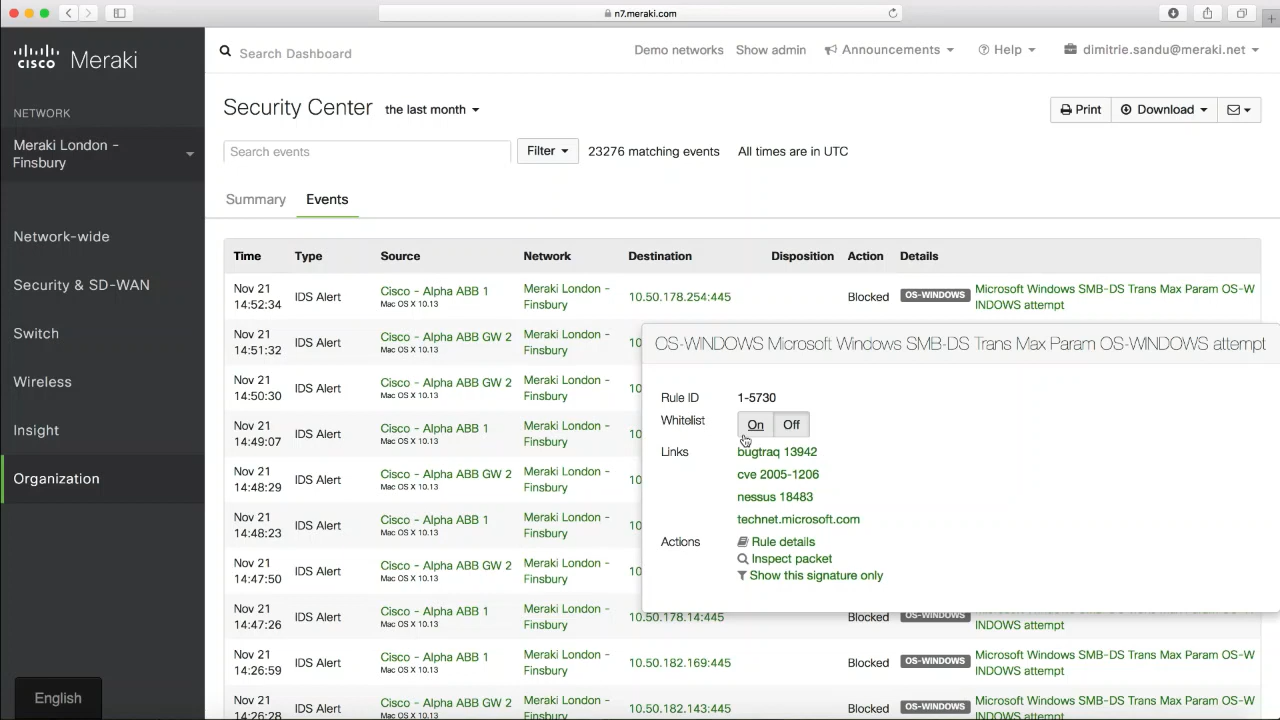 n7.meraki.com
cisco Meraki
Search Dashboard
Demo networks
Show admin
Announcements
Help
dimitrie.sandu@meraki.net
NETWORK
Meraki London -
Finsbury
Network-wide
Security & SD-WAN
Switch
Wireless
Insight
Organization
English
Security Center
the last month
Print
Download
Search events
Filter
23276 matching events
All times are in UTC
Summary
Events
Time Type Source Network Destination Disposition Action Details
Nov 21
14:52:34
IDS Alert
Cisco - Alpha ABB 1
Mac OS X 10.13
Meraki London -
Finsbury
10.50.178.254:445
Blocked
OS-WINDOWS
Microsoft Windows SMB-DS Trans Max Param OS-W
INDOWS attempt
Nov 21
14:51:32
IDS Alert
Cisco - Alpha ABB GW 2
Mac OS X 10.13
Meraki London -
Finsbury
10
Nov 21
14:50:30
IDS Alert
Cisco - Alpha ABB GW 2
Mac OS X 10.13
Meraki London -
Finsbury
10
Nov 21
14:49:07
IDS Alert
Cisco - Alpha ABB 1
Mac OS X 10.13
Meraki London -
Finsbury
10
Nov 21
14:48:29
IDS Alert
Cisco - Alpha ABB GW 2
Mac OS X 10.13
Meraki London -
Finsbury
10
Nov 21
14:48:23
IDS Alert
Cisco - Alpha ABB 1
Mac OS X 10.13
Meraki London -
Finsbury
10
Nov 21
14:47:50
IDS Alert
Cisco - Alpha ABB GW 2
Mac OS X 10.13
Meraki London -
Finsbury
10
Nov 21
14:47:26
IDS Alert
Cisco - Alpha ABB 1
Mac OS X 10.13
Meraki London -
Finsbury
10.50.178.14:445
Blocked
OS-WINDOWS
INDOWS attempt
Nov 21
14:26:59
IDS Alert
Cisco - Alpha ABB 1
Mac OS X 10.13
Meraki London -
Finsbury
10.50.182.169:445
Blocked
OS-WINDOWS
Microsoft Windows SMB-DS Trans Max Param OS-W
INDOWS attempt
Nov 21
14:26:28
IDS Alert
Cisco - Alpha ABB GW 2
Mac OS X 10.13
Meraki London -
Finsbury
10.50.182.143:445
Blocked
OS-WINDOWS
Microsoft Windows SMB-DS Trans Max Param OS-W
INDOWS attempt
OS-WINDOWS Microsoft Windows SMB-DS Trans Max Param OS-WINDOWS attempt
Rule ID 1-5730
Whitelist On Off
Links bugtraq 13942
cve 2005-1206
nessus 18483
technet.microsoft.com
Actions Rule details
Inspect packet
Show this signature only